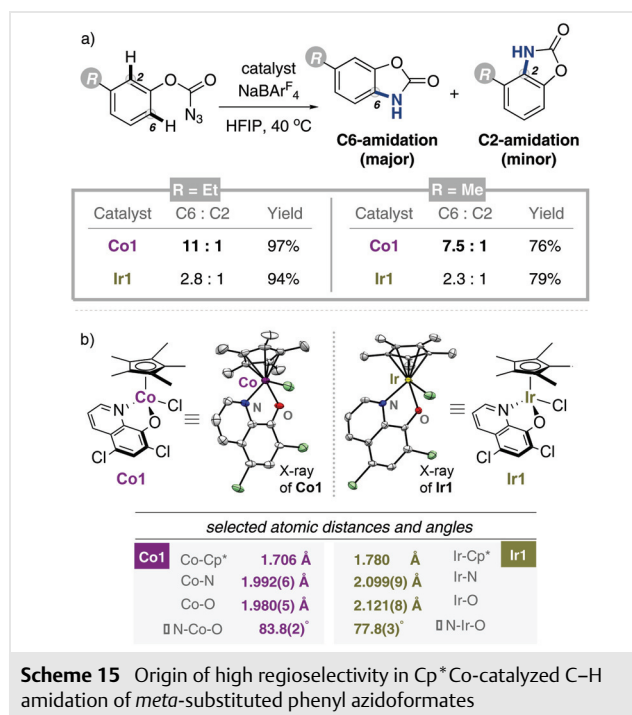 a)
R
H
2
O
O
N3
6
H
catalyst
NaBArF4
HFIP, 40 °C
R
O
O
6
N
H
C6-amidation
(major)
+
HN
O
O
R
2
C2-amidation
(minor)
R = Et
R = Me
Catalyst C6 : C2 Yield
Catalyst C6 : C2 Yield
Co1 11 : 1 97%
Co1 7.5 : 1 76%
Ir1 2.8 : 1 94%
Ir1 2.3 : 1 79%
b)
Co
N
Cl
O
Cl
Cl
Co1
≡
Co
N
O
X-ray
of Co1
Ir
N
O
X-ray
of Ir1
≡
Ir
N
Cl
O
Cl
Cl
Ir1
selected atomic distances and angles
Co1
Co-Cp* 1.706 Å
Co-N 1.992(6) Å
Co-O 1.980(5) Å
▯ N-Co-O 83.8(2)°
1.780 Å Ir-Cp*
2.099(9) Å Ir-N
2.121(8) Å Ir-O
77.8(3)° ▯ N-Ir-O
Ir1
Scheme 15 Origin of high regioselectivity in Cp*Co-catalyzed C–H
amidation of meta-substituted phenyl azidoformates